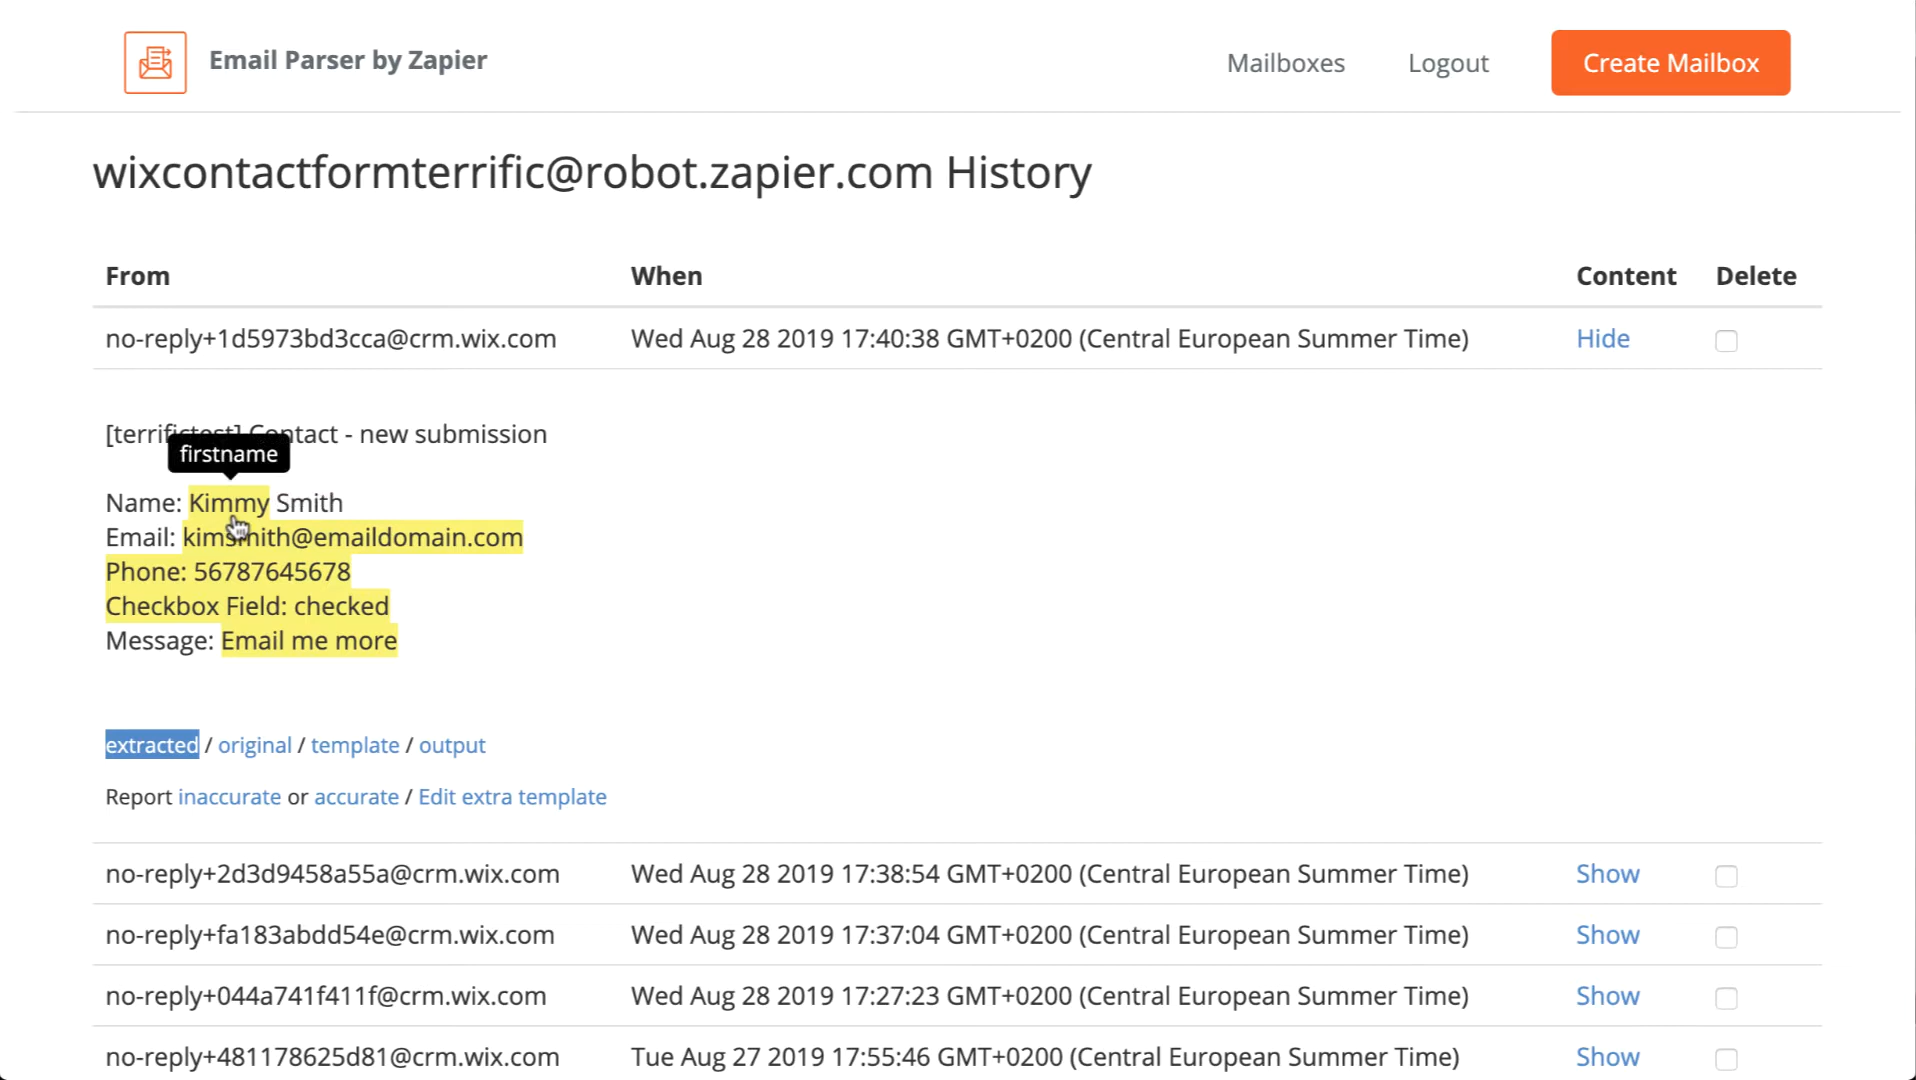 Email Parser by Zapier
Mailboxes
Logout
Create Mailbox
wixcontactformterrific@robot.zapier.com History
From When Content Delete
no-reply+1d5973bd3cca@crm.wix.com Wed Aug 28 2019 17:40:38 GMT+0200 (Central European Summer Time) Hide
[terrifictest] Contact - new submission
firstname
Name: Kimmy Smith
Email: kimsmith@emaildomain.com
Phone: 56787645678
Checkbox Field: checked
Message: Email me more
extracted / original / template / output
Report inaccurate or accurate / Edit extra template
no-reply+2d3d9458a55a@crm.wix.com Wed Aug 28 2019 17:38:54 GMT+0200 (Central European Summer Time) Show
no-reply+fa183abdd54e@crm.wix.com Wed Aug 28 2019 17:37:04 GMT+0200 (Central European Summer Time) Show
no-reply+044a741f411f@crm.wix.com Wed Aug 28 2019 17:27:23 GMT+0200 (Central European Summer Time) Show
no-reply+481178625d81@crm.wix.com Tue Aug 27 2019 17:55:46 GMT+0200 (Central European Summer Time) Show